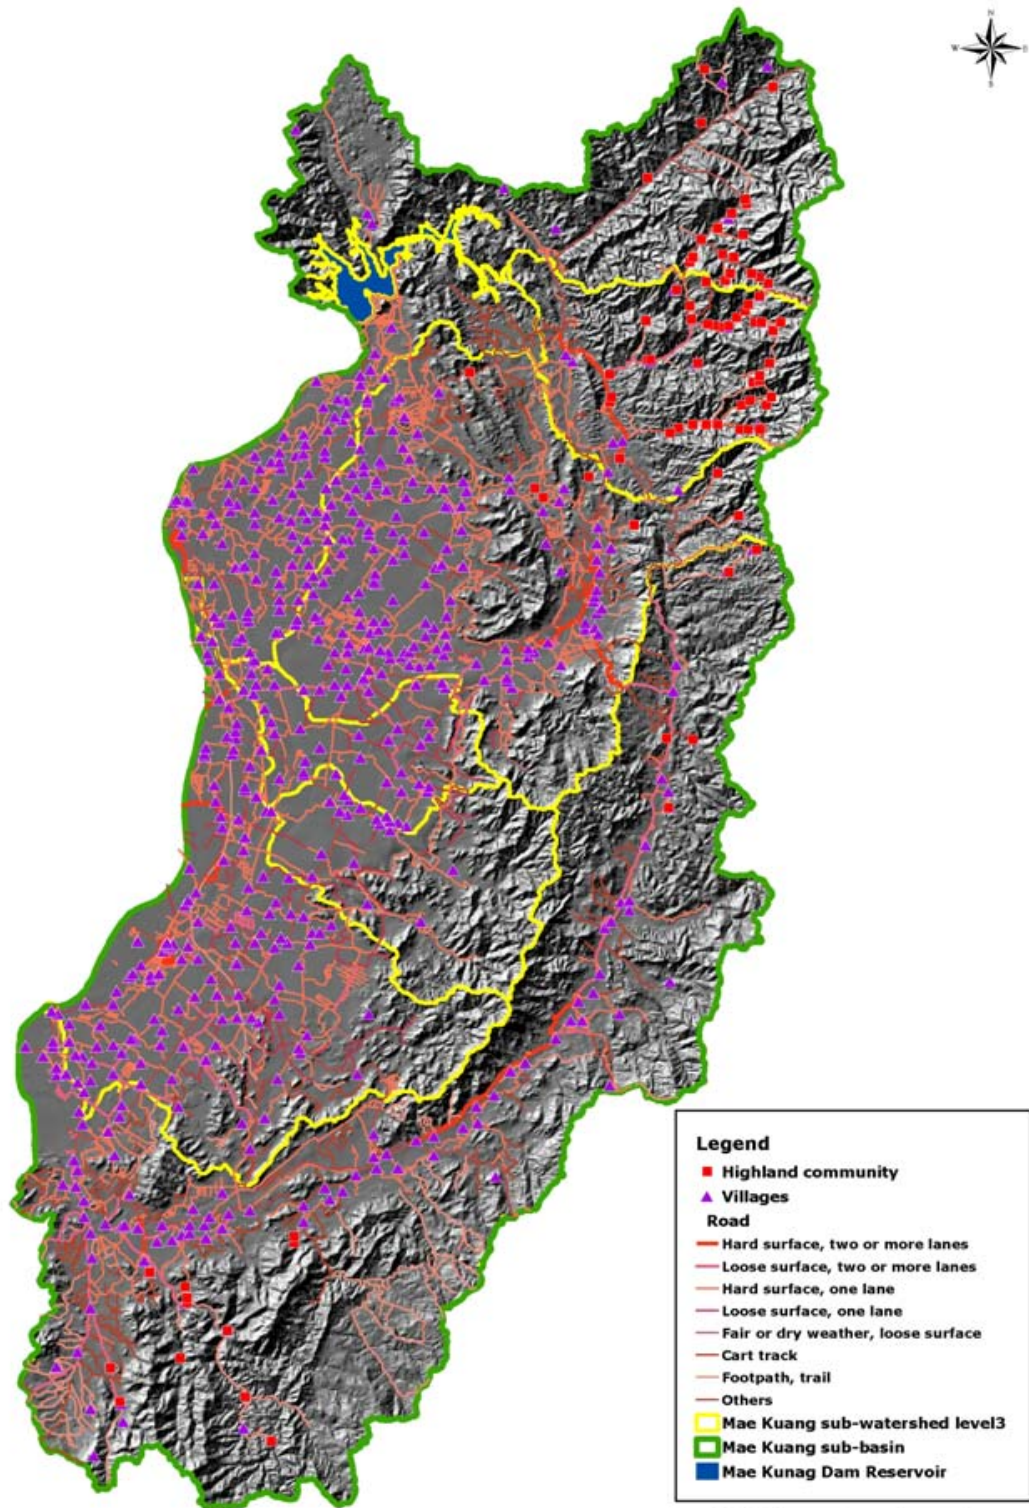 N
W
E
S
Legend
Highland community
Villages
Road
Hard surface, two or more lanes
Loose surface, two or more lanes
Hard surface, one lane
Loose surface, one lane
Fair or dry weather, loose surface
Cart track
Footpath, trail
Others
Mae Kuang sub-watershed level3
Mae Kuang sub-basin
Mae Kunag Dam Reservoir